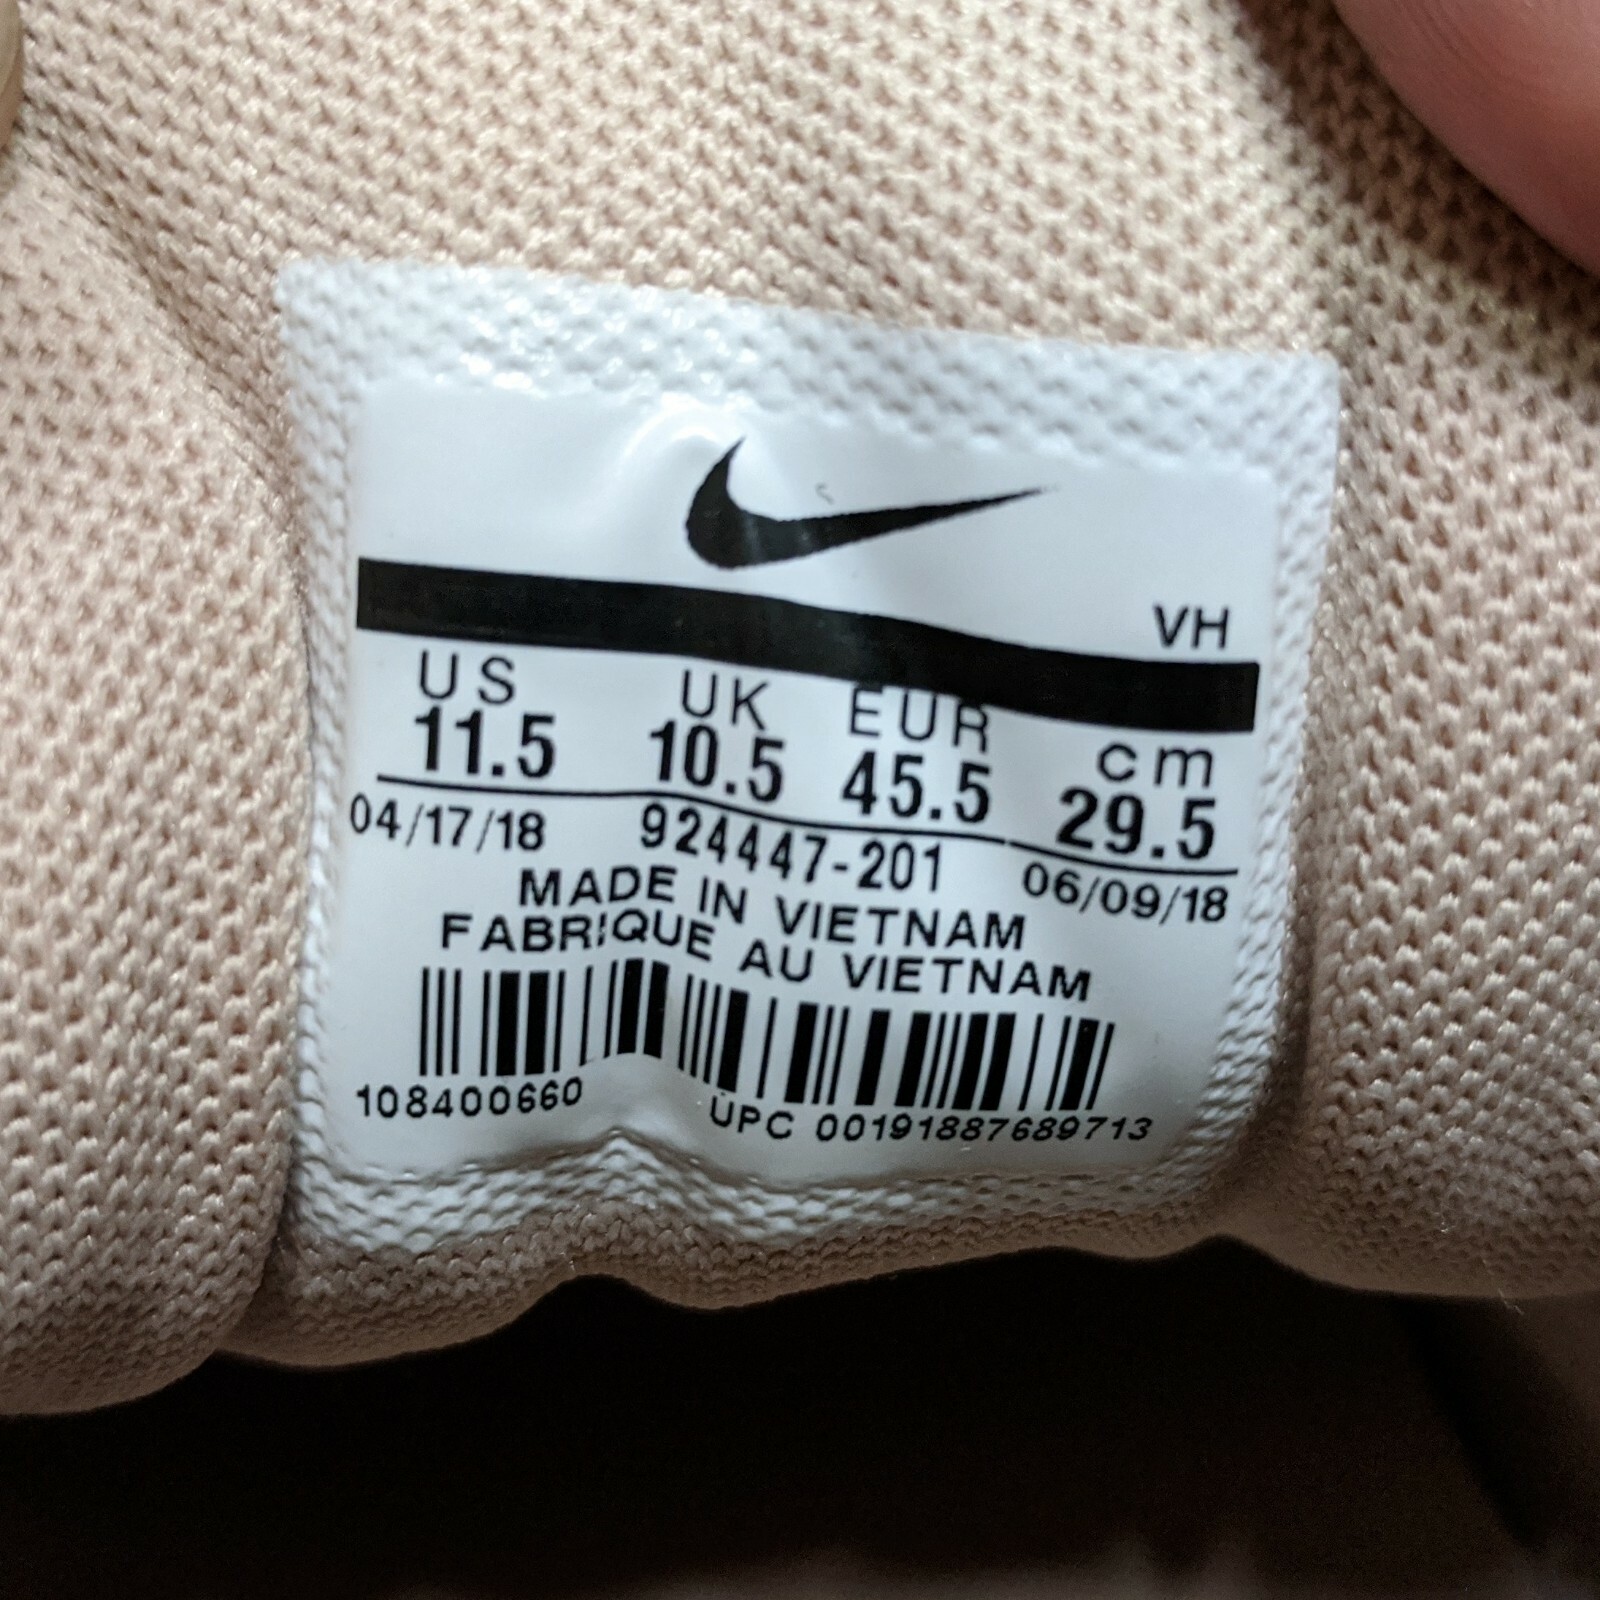 VH
US UK EUR cm
11.5 10.5 45.5 29.5
04/17/18 924447-201 06/09/18
MADE IN VIETNAM
FABRIQUE AU VIETNAM
108400660 UPC 00191887689713